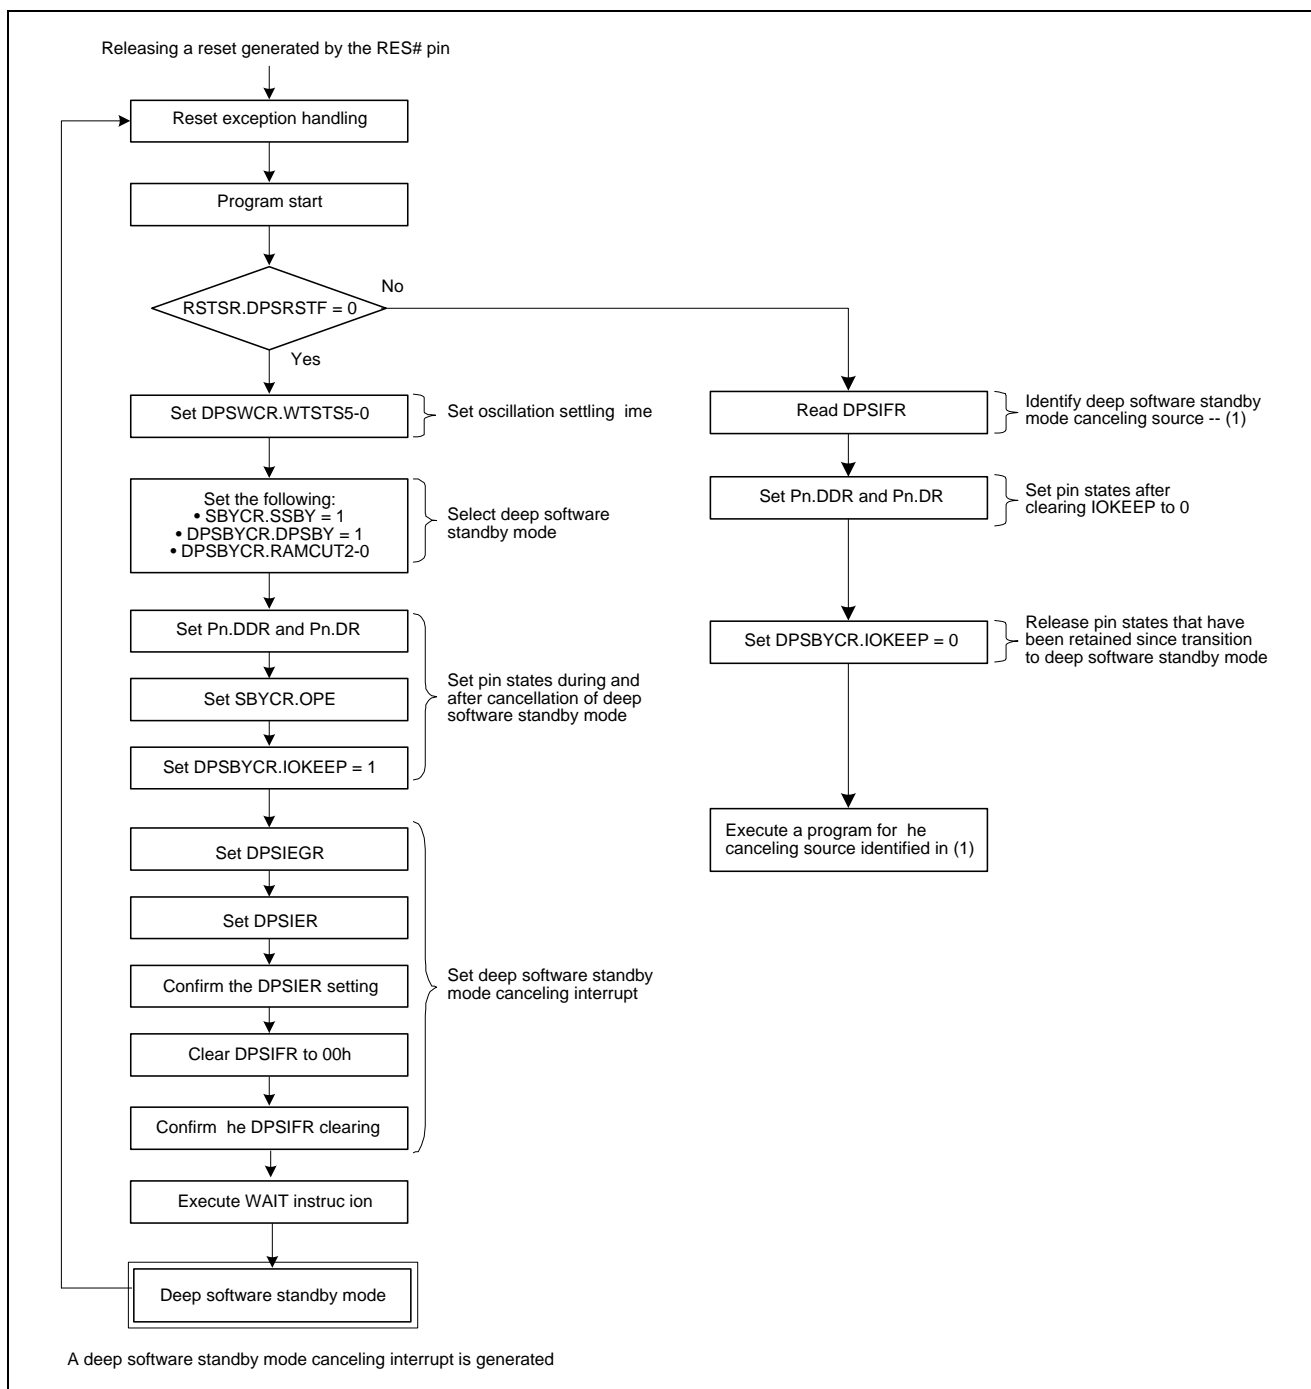 Releasing a reset generated by the RES# pin
Reset exception handling
Program start
RSTSR.DPSRSTF = 0
No
Yes
Set DPSWCR.WTSTS5-0
Set oscillation settling ime
Set the following:
• SBYCR.SSBY = 1
• DPSBYCR.DPSBY = 1
• DPSBYCR.RAMCUT2-0
Select deep software
standby mode
Set Pn.DDR and Pn.DR
Set SBYCR.OPE
Set DPSBYCR.IOKEEP = 1
Set pin states during and
after cancellation of deep
software standby mode
Set DPSIEGR
Set DPSIER
Confirm the DPSIER setting
Clear DPSIFR to 00h
Confirm he DPSIFR clearing
Set deep software standby
mode canceling interrupt
Execute WAIT instruc ion
Deep software standby mode
A deep software standby mode canceling interrupt is generated
Read DPSIFR
Identify deep software standby
mode canceling source -- (1)
Set Pn.DDR and Pn.DR
Set pin states after
clearing IOKEEP to 0
Set DPSBYCR.IOKEEP = 0
Release pin states that have
been retained since transition
to deep software standby mode
Execute a program for he
canceling source identified in (1)